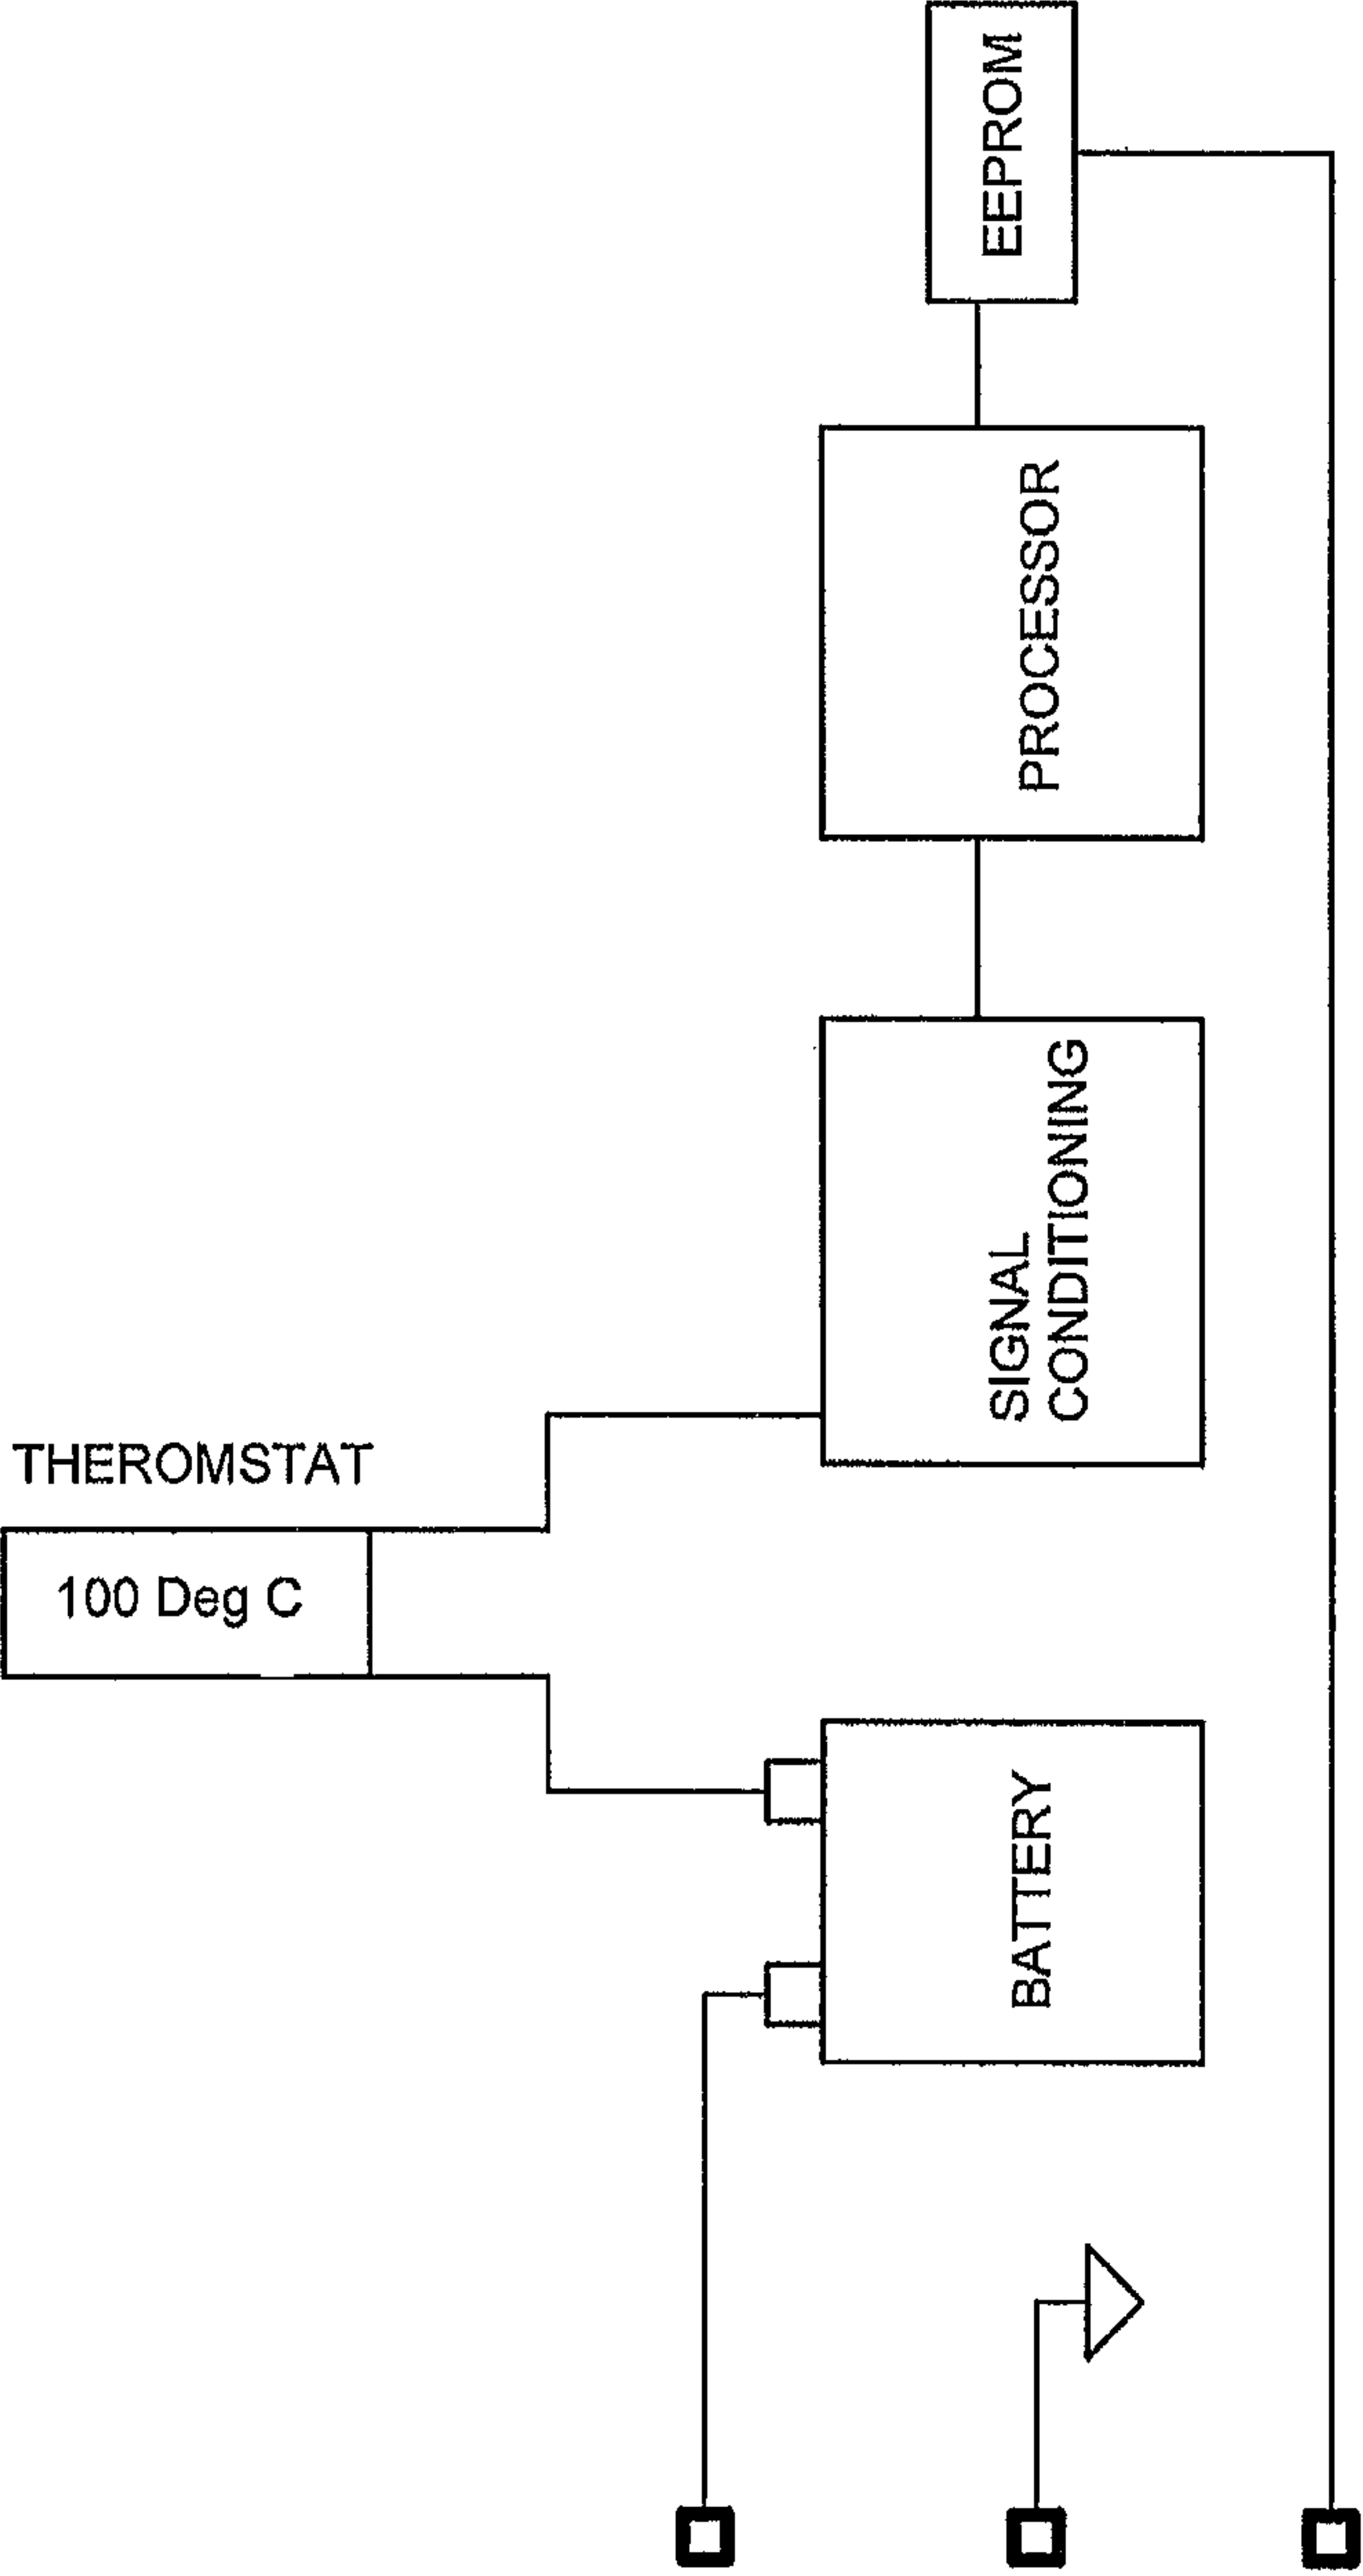 THEROMSTAT
100 Deg C
BATTERY
SIGNAL
CONDITIONING
PROCESSOR
EEPROM